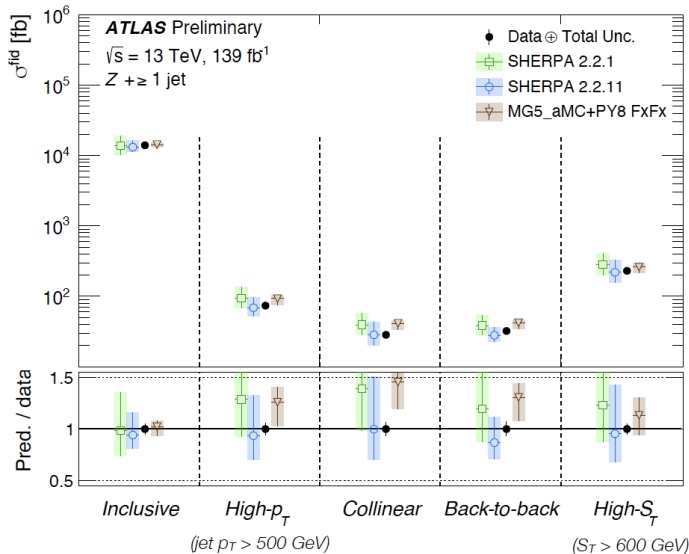 ATLAS Preliminary
√s = 13 TeV, 139 fb⁻¹
Z + ≥ 1 jet
Data ⊕ Total Unc.
SHERPA 2.2.1
SHERPA 2.2.11
MG5_aMC+PY8 FxFx
σ^fid [fb]
10⁶
10⁵
10⁴
10³
10²
Pred. / data
1.5
1
0.5
Inclusive High-p_T Collinear Back-to-back High-S_T
(jet p_T > 500 GeV) (S_T > 600 GeV)